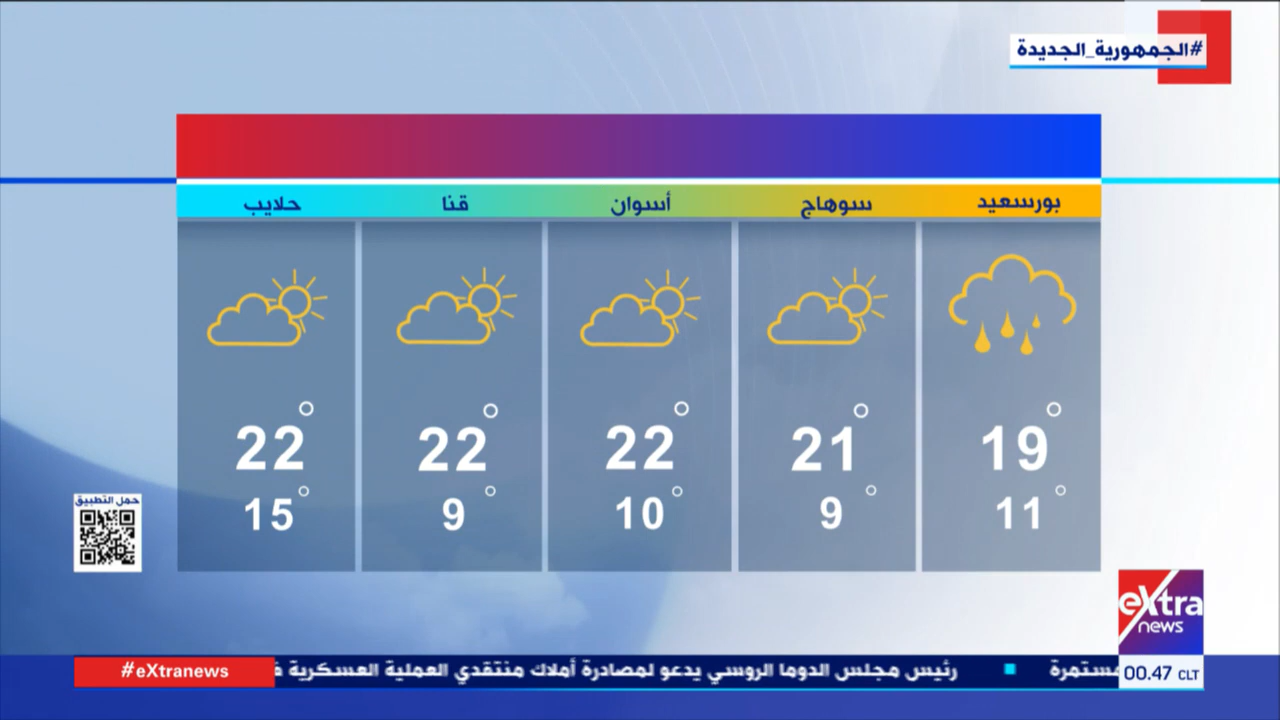 #الجمهورية_الجديدة
بورسعيد سوهاج أسوان قنا حلايب
19° 21° 22° 22° 22°
11° 9° 10° 9° 15°
حمل التطبيق
eXtra
news
مستمرة ■ رئيس مجلس الدوما الروسي يدعو لمصادرة أملاك منتقدي العملية العسكرية
#eXtranews
00.47 CLT